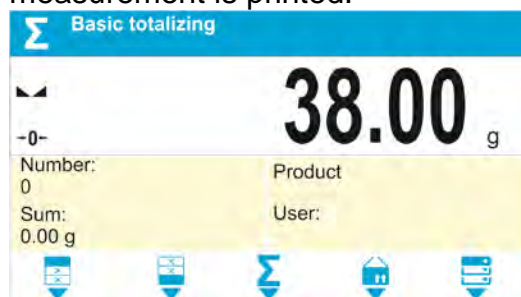 measurement is printed.
Σ Basic totalizing
38.00 g
-0-
Number:
0
Product
Sum:
0.00 g
User:
Σ